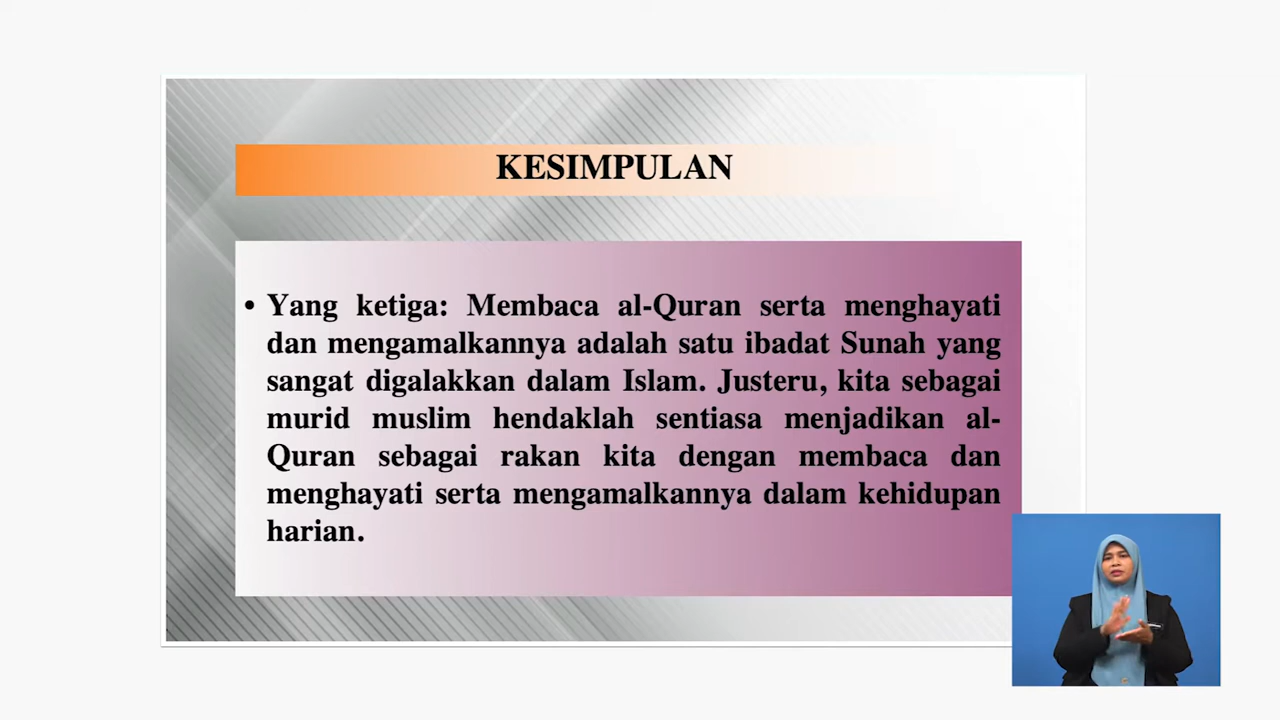 KESIMPULAN
• Yang ketiga: Membaca al-Quran serta menghayati
dan mengamalkannya adalah satu ibadat Sunah yang
sangat digalakkan dalam Islam. Justeru, kita sebagai
murid muslim hendaklah sentiasa menjadikan al-
Quran sebagai rakan kita dengan membaca dan
menghayati serta mengamalkannya dalam kehidupan
harian.